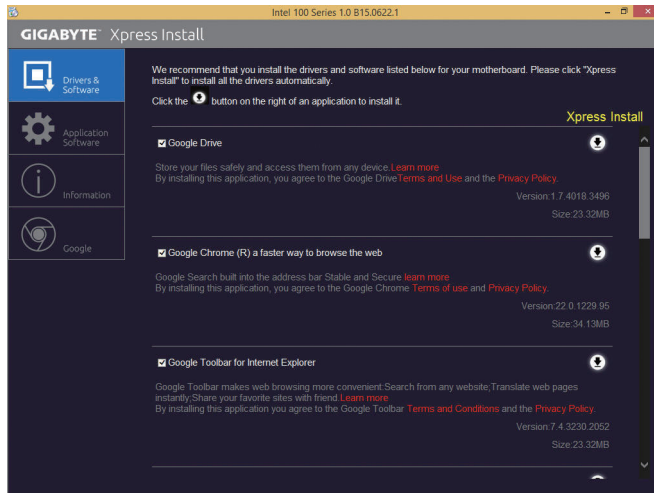 Intel 100 Series 1.0 B15.0622.1
GIGABYTE™ Xpress Install
Drivers &
Software
Application
Software
Information
Google
We recommend that you install the drivers and software listed below for your motherboard. Please click "Xpress
Install" to install all the drivers automatically.
Click the button on the right of an application to install it.
Xpress Install
Google Drive
Store your files safely and access them from any device.Learn more
By installing this application, you agree to the Google DriveTerms and Use and the Privacy Policy.
Version:1.7.4018.3496
Size:23.32MB
Google Chrome (R) a faster way to browse the web
Google Search built into the address bar Stable and Secure learn more
By installing this application, you agree to the Google Chrome Terms of use and Privacy Policy.
Version:22.0.1229.95
Size:34.13MB
Google Toolbar for Internet Explorer
Google Toolbar makes web browsing more convenient:Search from any website;Translate web pages
instantly;Share your favorite sites with friend.Learn more
By installing this application you agree to the Google Toolbar Terms and Conditions and the Privacy Policy.
Version:7.4.3230.2052
Size:23.32MB